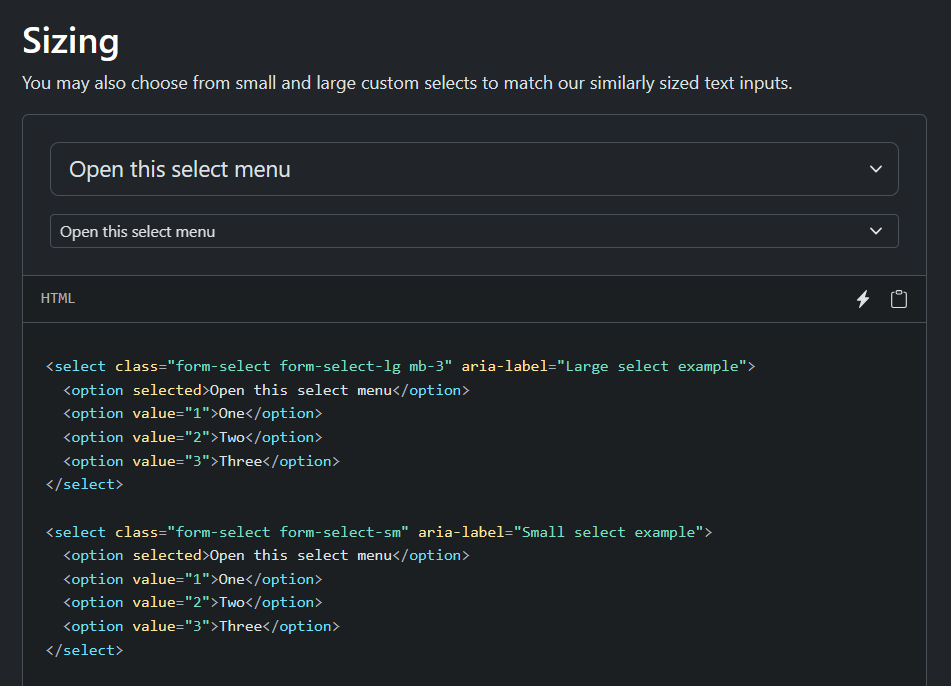 Sizing
You may also choose from small and large custom selects to match our similarly sized text inputs.
Open this select menu
Open this select menu
HTML
<select class="form-select form-select-lg mb-3" aria-label="Large select example">
  <option selected>Open this select menu</option>
  <option value="1">One</option>
  <option value="2">Two</option>
  <option value="3">Three</option>
</select>

<select class="form-select form-select-sm" aria-label="Small select example">
  <option selected>Open this select menu</option>
  <option value="1">One</option>
  <option value="2">Two</option>
  <option value="3">Three</option>
</select>